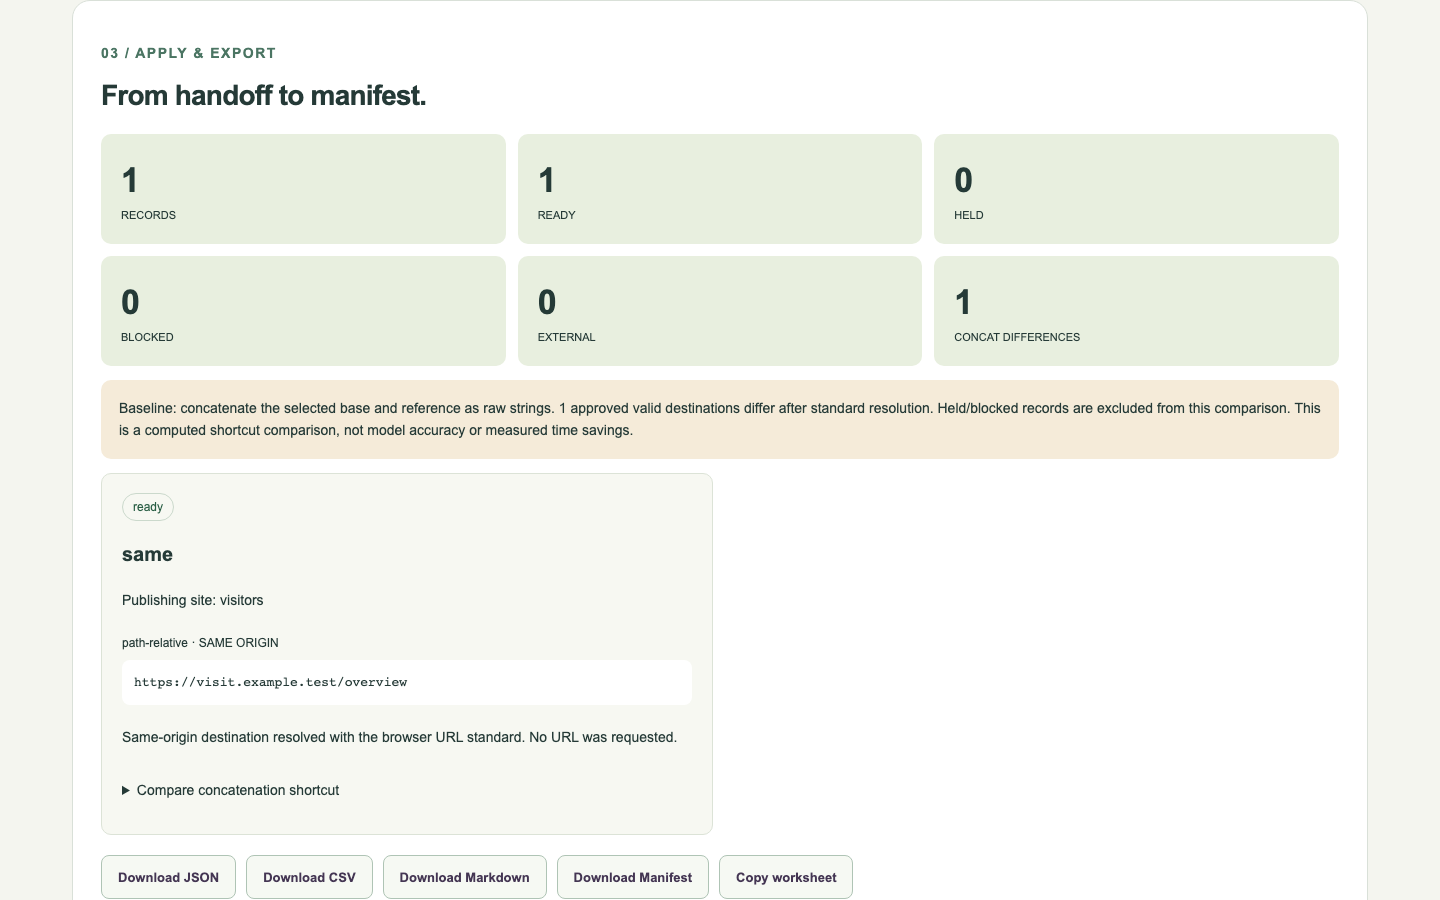 03 / APPLY & EXPORT
From handoff to manifest.
1
RECORDS
1
READY
0
HELD
0
BLOCKED
0
EXTERNAL
1
CONCAT DIFFERENCES
Baseline: concatenate the selected base and reference as raw strings. 1 approved valid destinations differ after standard resolution. Held/blocked records are excluded from this comparison. This
is a computed shortcut comparison, not model accuracy or measured time savings.
ready
same
Publishing site: visitors
path-relative · SAME ORIGIN
https://visit.example.test/overview
Same-origin destination resolved with the browser URL standard. No URL was requested.
Compare concatenation shortcut
Download JSON
Download CSV
Download Markdown
Download Manifest
Copy worksheet